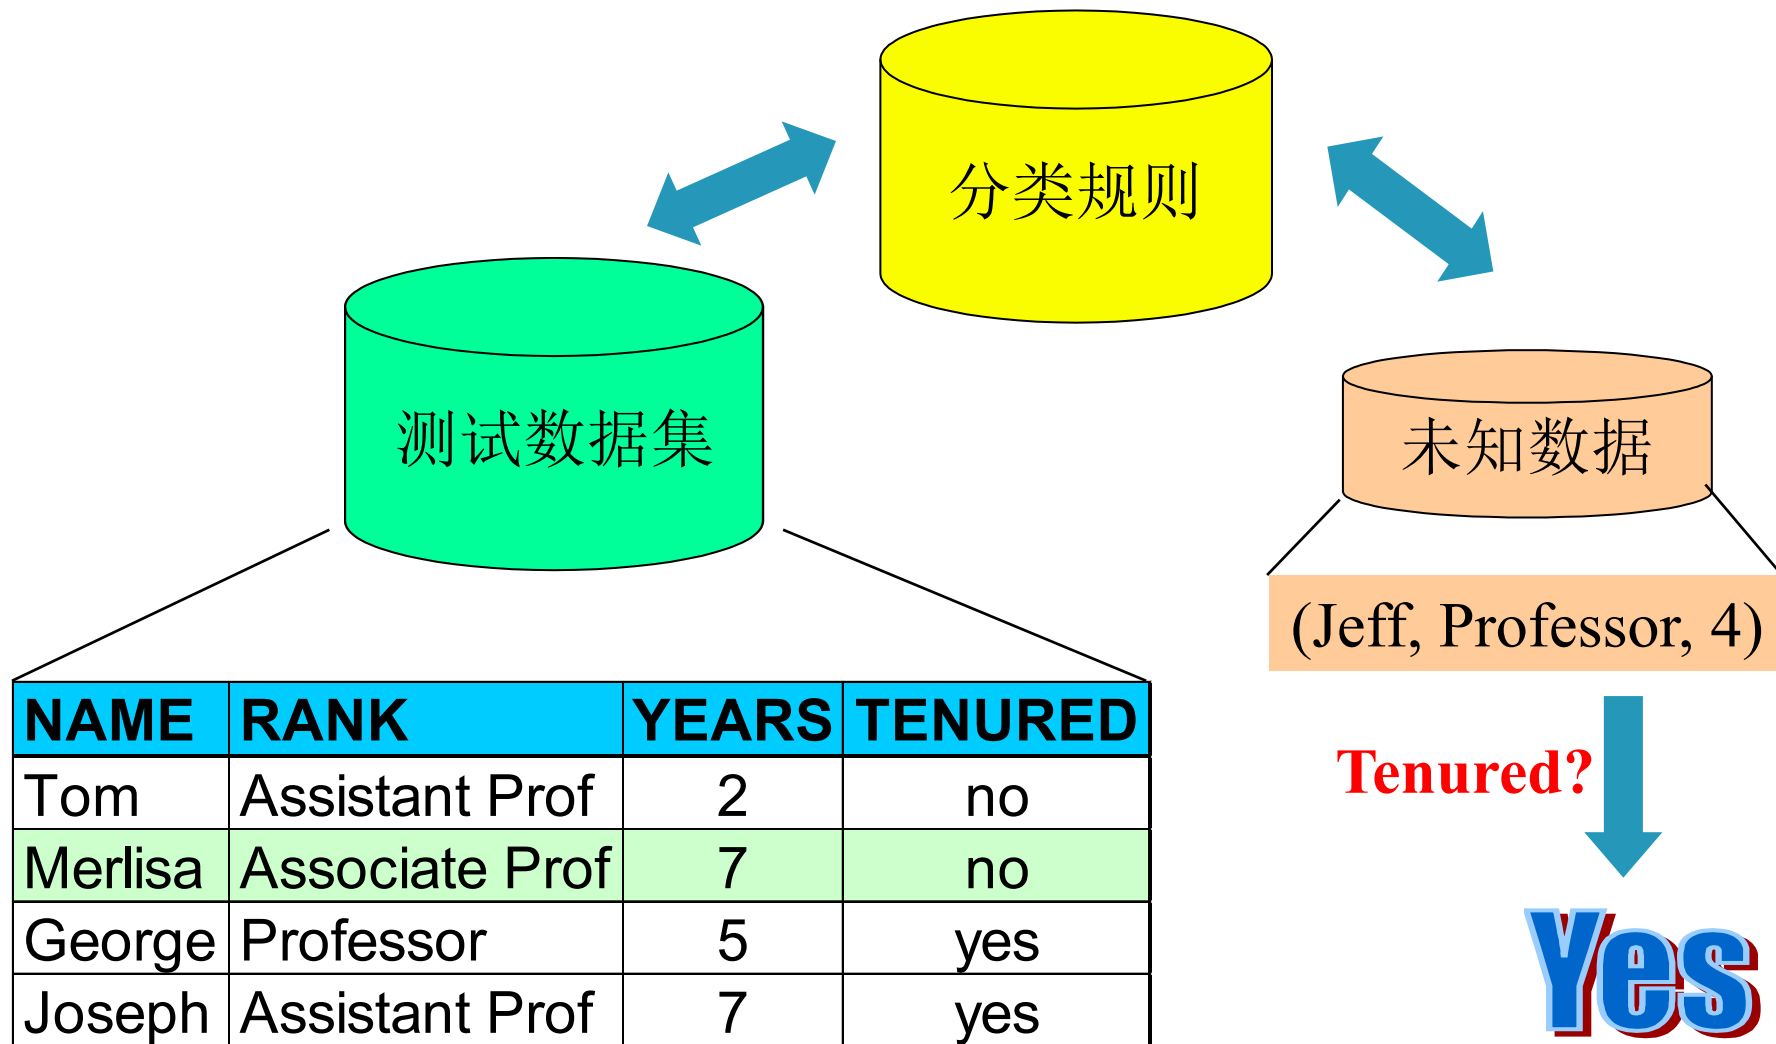 分类规则
测试数据集
未知数据
(Jeff, Professor, 4)
NAME RANK YEARS TENURED
Tom Assistant Prof 2 no
Merlisa Associate Prof 7 no
George Professor 5 yes
Joseph Assistant Prof 7 yes
Tenured?
Yes